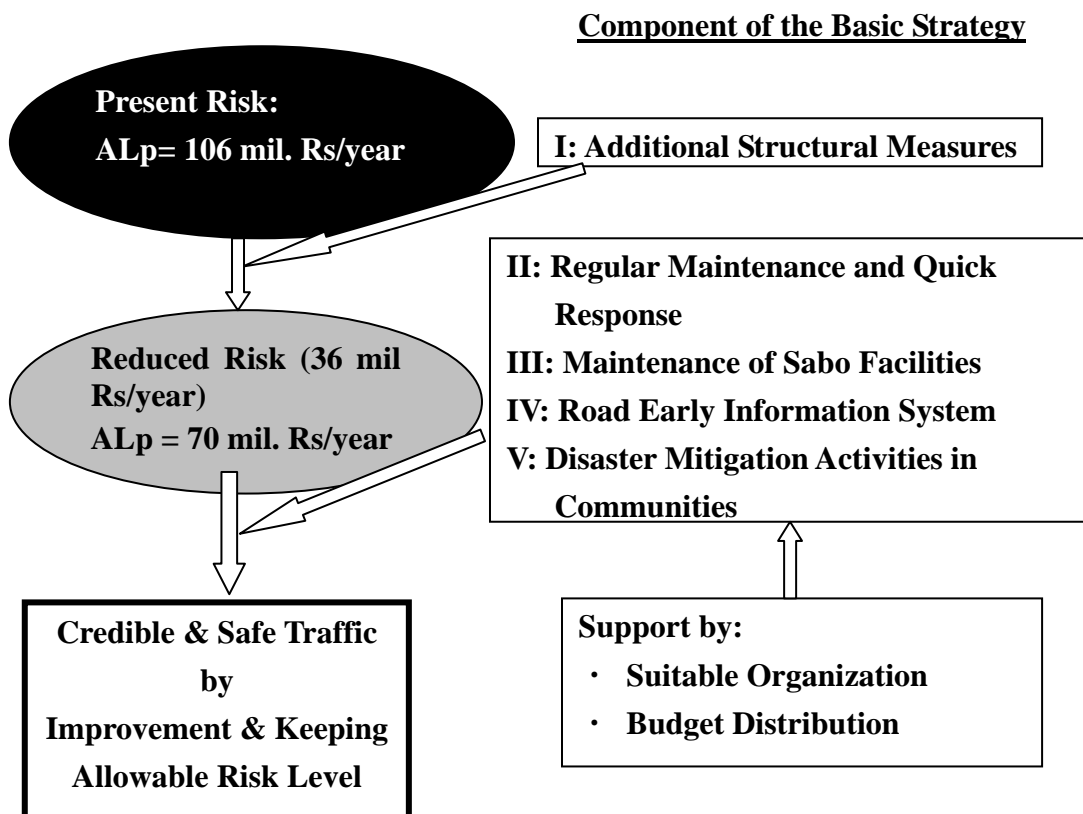 Component of the Basic Strategy
Present Risk:
ALp= 106 mil. Rs/year
I: Additional Structural Measures
II: Regular Maintenance and Quick
Response
III: Maintenance of Sabo Facilities
IV: Road Early Information System
V: Disaster Mitigation Activities in
Communities
Reduced Risk (36 mil
Rs/year)
ALp = 70 mil. Rs/year
Credible & Safe Traffic
by
Improvement & Keeping
Allowable Risk Level
Support by:
· Suitable Organization
· Budget Distribution